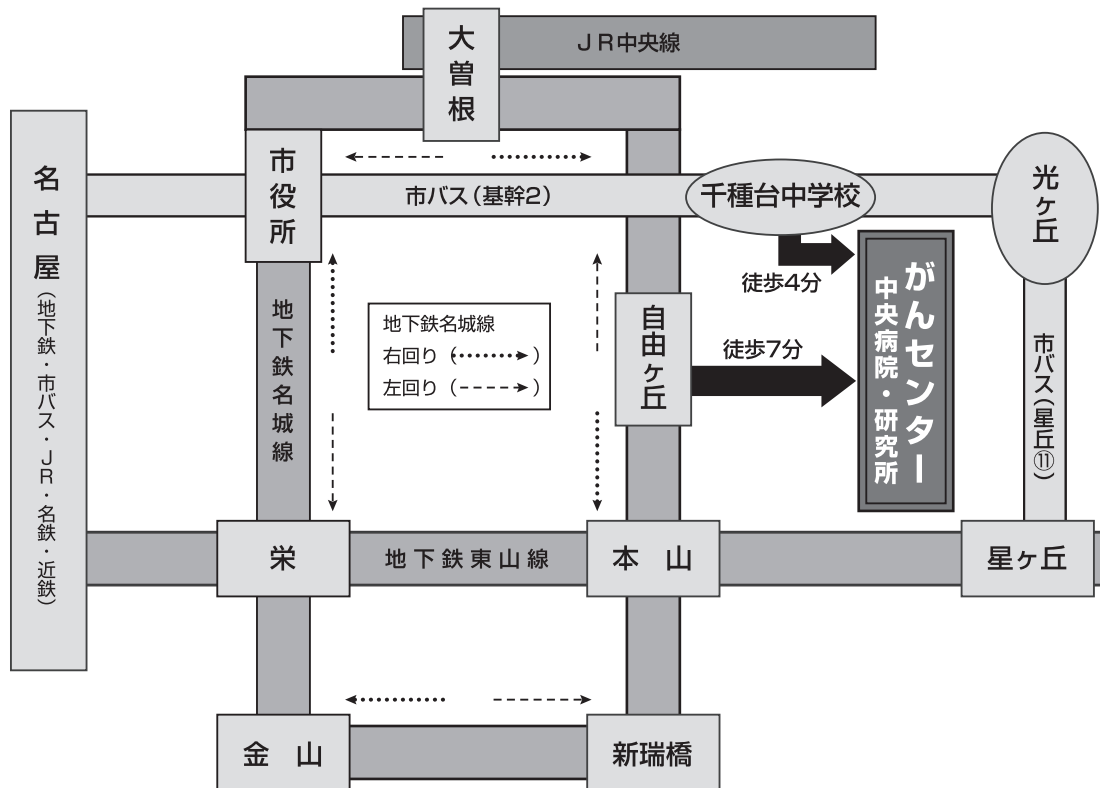 JR中央線
大曽根
名古屋(地下鉄・市バス・JR・名鉄・近鉄)
市役所
市バス(基幹2)
千種台中学校
光ヶ丘
徒歩4分
がんセンター
中央病院・研究所
地下鉄名城線
地下鉄名城線
右回り( )
左回り( )
自由ヶ丘
徒歩7分
市バス(星丘⑪)
栄
地下鉄東山線
本 山
星ヶ丘
金 山
新瑞橋